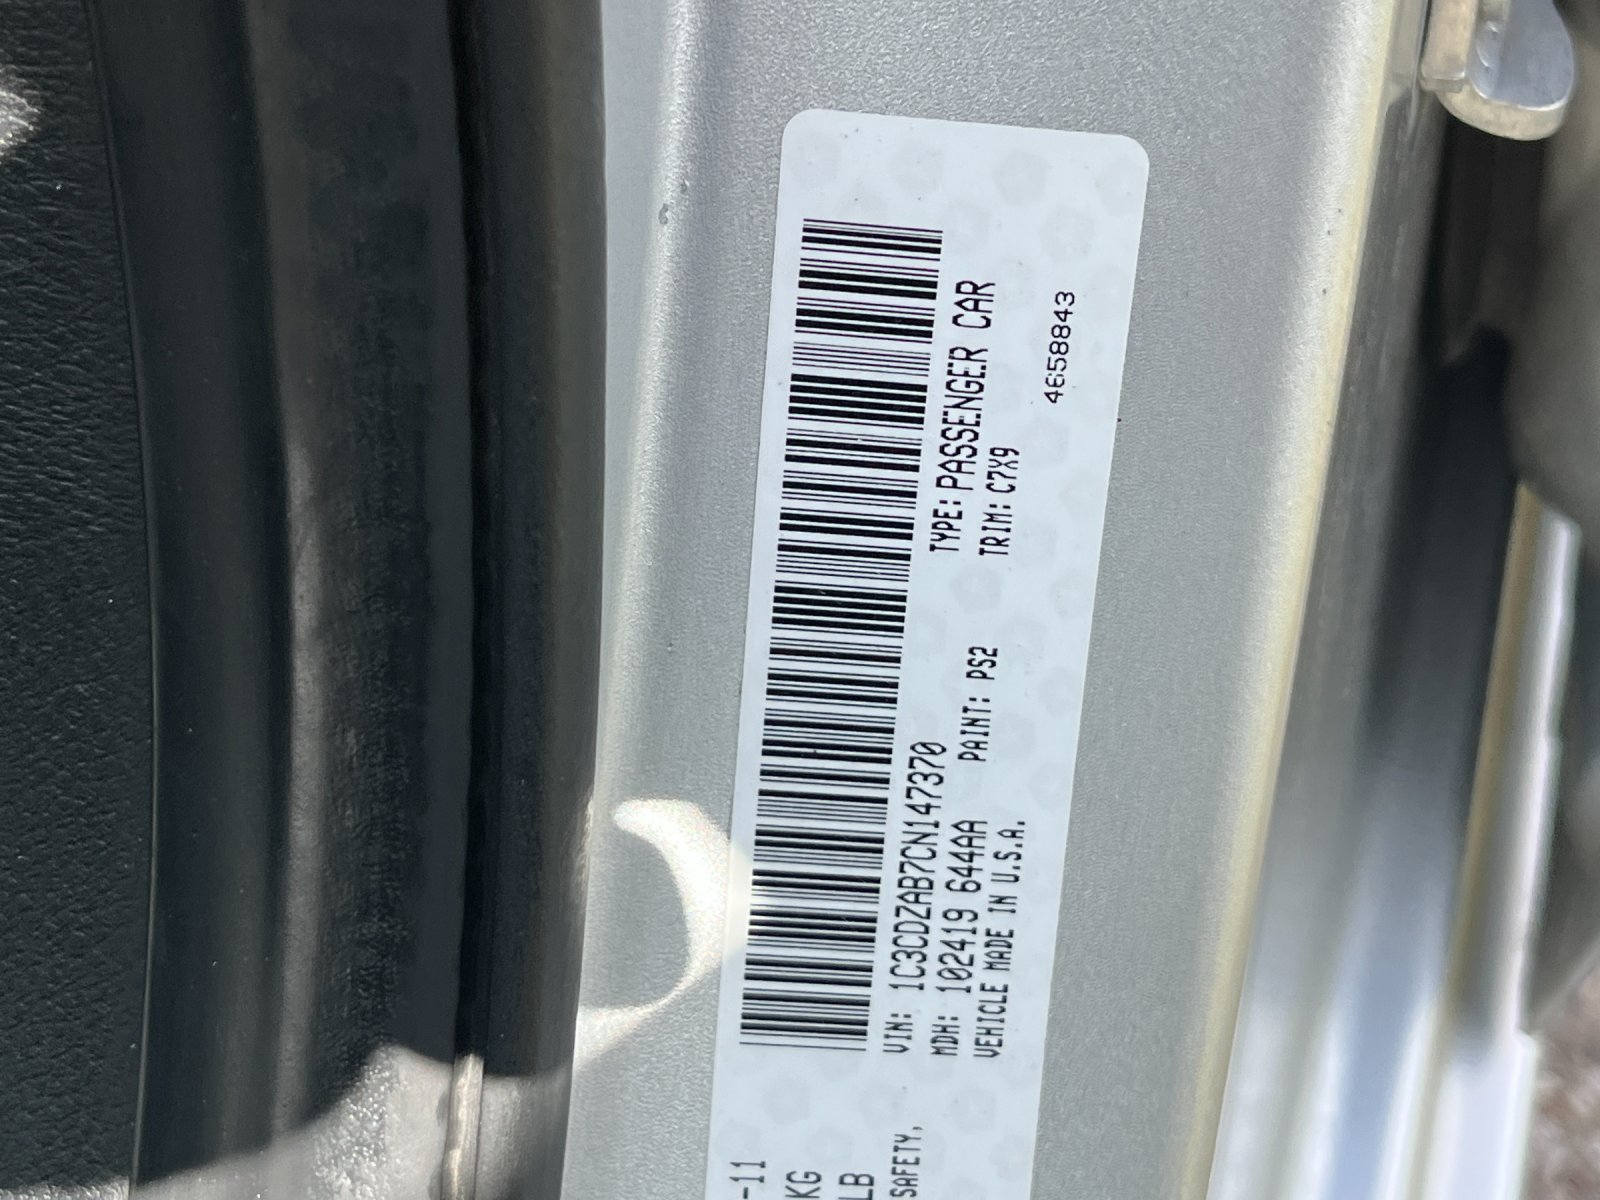 -11
KG
LB
SAFETY,
VIN: 1C3CDZAB7CN147370
TYPE: PASSENGER CAR
MDH: 102419 644AA PAINT: PS2 TRIM: C7X9
VEHICLE MADE IN U.S.A.
4658843